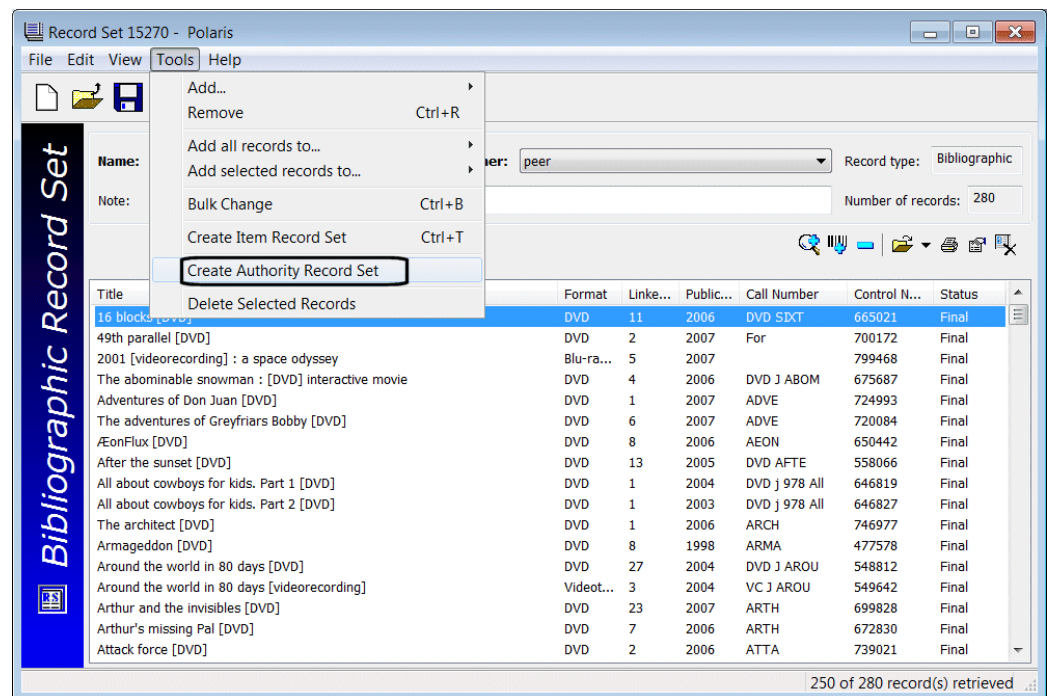 Record Set 15270 - Polaris
File Edit View Tools Help
Add...
Remove Ctrl+R
Add all records to...
Add selected records to...
Bulk Change Ctrl+B
Create Item Record Set Ctrl+T
Create Authority Record Set
Delete Selected Records
Bibliographic Record Set
Name: er: peer Record type: Bibliographic
Note: Number of records: 280
Title Format Linke... Public... Call Number Control N... Status
16 blocks [DVD] DVD 11 2006 DVD SIXT 665021 Final
49th parallel [DVD] DVD 2 2007 For 700172 Final
2001 [videorecording] : a space odyssey Blu-ra... 5 2007 799468 Final
The abominable snowman : [DVD] interactive movie DVD 4 2006 DVD J ABOM 675687 Final
Adventures of Don Juan [DVD] DVD 1 2007 ADVE 724993 Final
The adventures of Greyfriars Bobby [DVD] DVD 6 2007 ADVE 720084 Final
ÆonFlux [DVD] DVD 8 2006 AEON 650442 Final
After the sunset [DVD] DVD 13 2005 DVD AFTE 558066 Final
All about cowboys for kids. Part 1 [DVD] DVD 1 2004 DVD j 978 All 646819 Final
All about cowboys for kids. Part 2 [DVD] DVD 1 2003 DVD j 978 All 646827 Final
The architect [DVD] DVD 1 2006 ARCH 746977 Final
Armageddon [DVD] DVD 8 1998 ARMA 477578 Final
Around the world in 80 days [DVD] DVD 27 2004 DVD J AROU 548812 Final
Around the world in 80 days [videorecording] Videot... 3 2004 VC J AROU 549642 Final
Arthur and the invisibles [DVD] DVD 23 2007 ARTH 699828 Final
Arthur's missing Pal [DVD] DVD 7 2006 ARTH 672830 Final
Attack force [DVD] DVD 2 2006 ATTA 739021 Final
250 of 280 record(s) retrieved